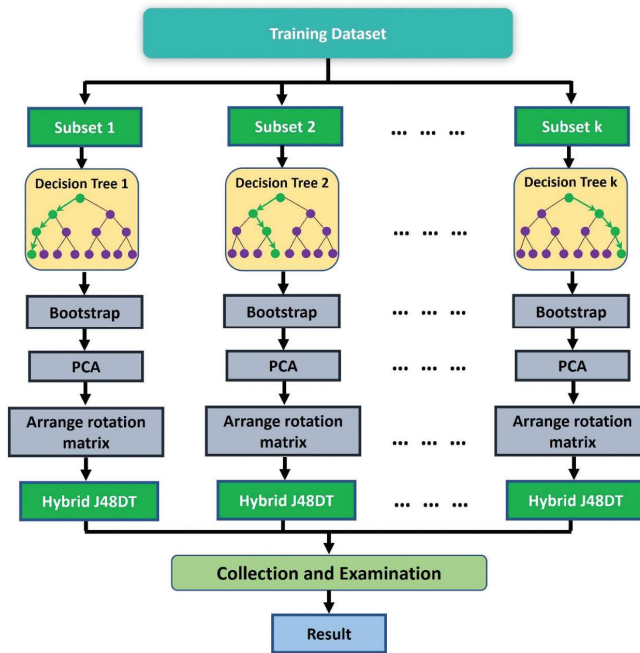 Training Dataset
Subset 1
Subset 2
... ... ...
Subset k
Decision Tree 1
Decision Tree 2
Decision Tree k
... ... ...
Bootstrap
Bootstrap
... ... ...
Bootstrap
PCA
PCA
... ... ...
PCA
Arrange rotation
matrix
Arrange rotation
matrix
... ... ...
Arrange rotation
matrix
Hybrid J48DT
Hybrid J48DT
... ... ...
Hybrid J48DT
Collection and Examination
Result